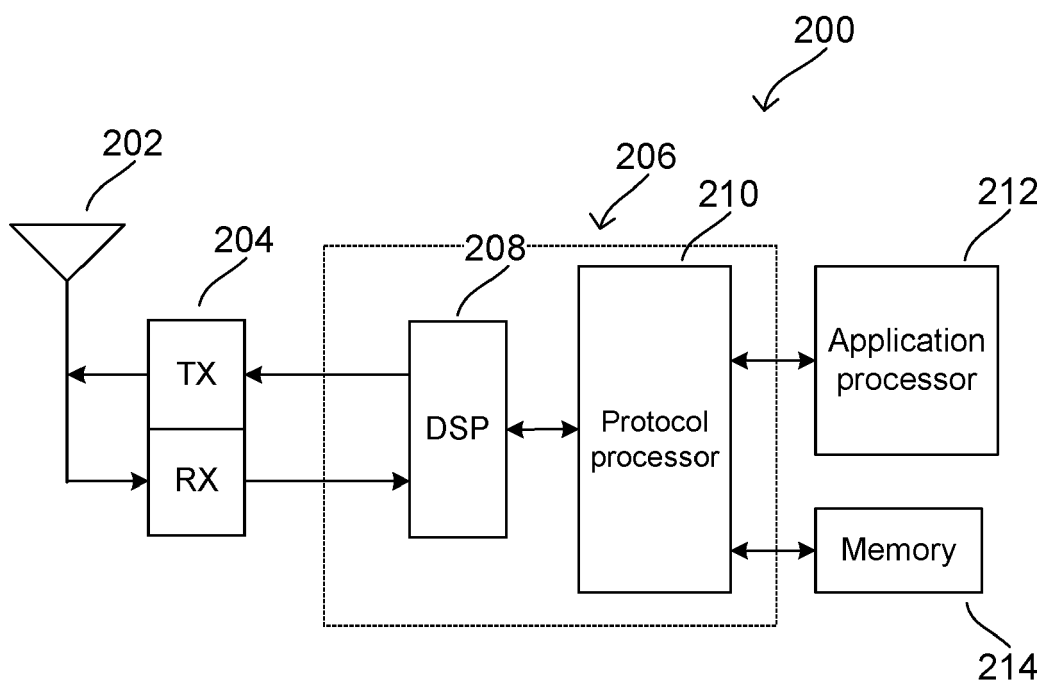 200
202
206
210
212
204
208
TX
RX
DSP
Protocol
processor
Application
processor
Memory
214